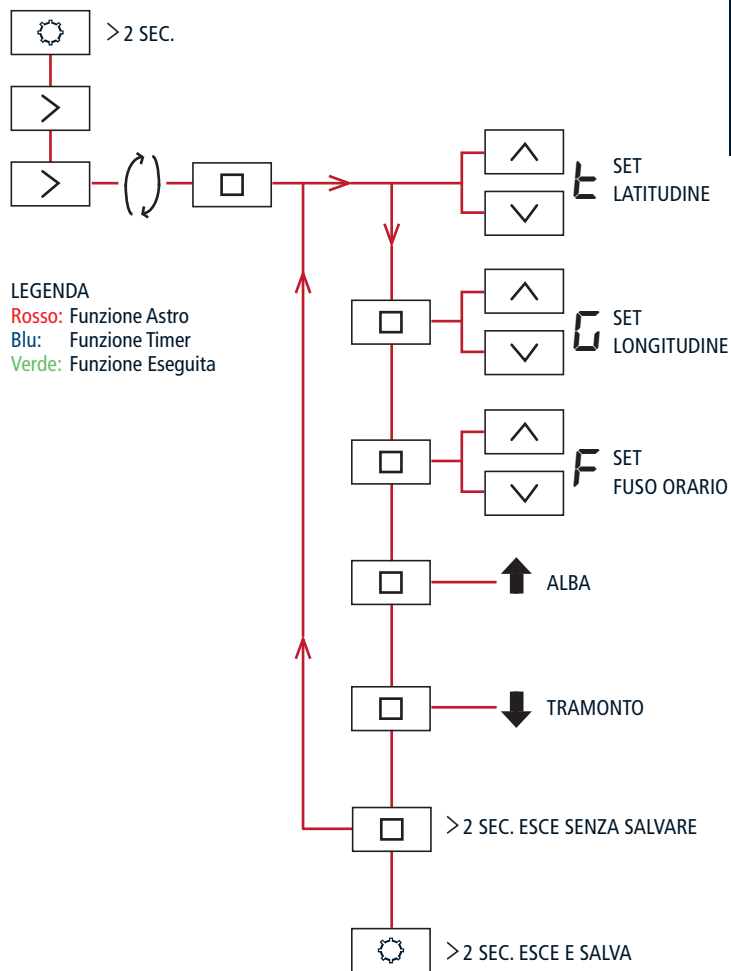 > 2 SEC.
t SET
LATITUDINE
LEGENDA
Rosso: Funzione Astro
Blu: Funzione Timer
Verde: Funzione Eseguita
G SET
LONGITUDINE
F SET
FUSO ORARIO
ALBA
TRAMONTO
> 2 SEC. ESCE SENZA SALVARE
> 2 SEC. ESCE E SALVA